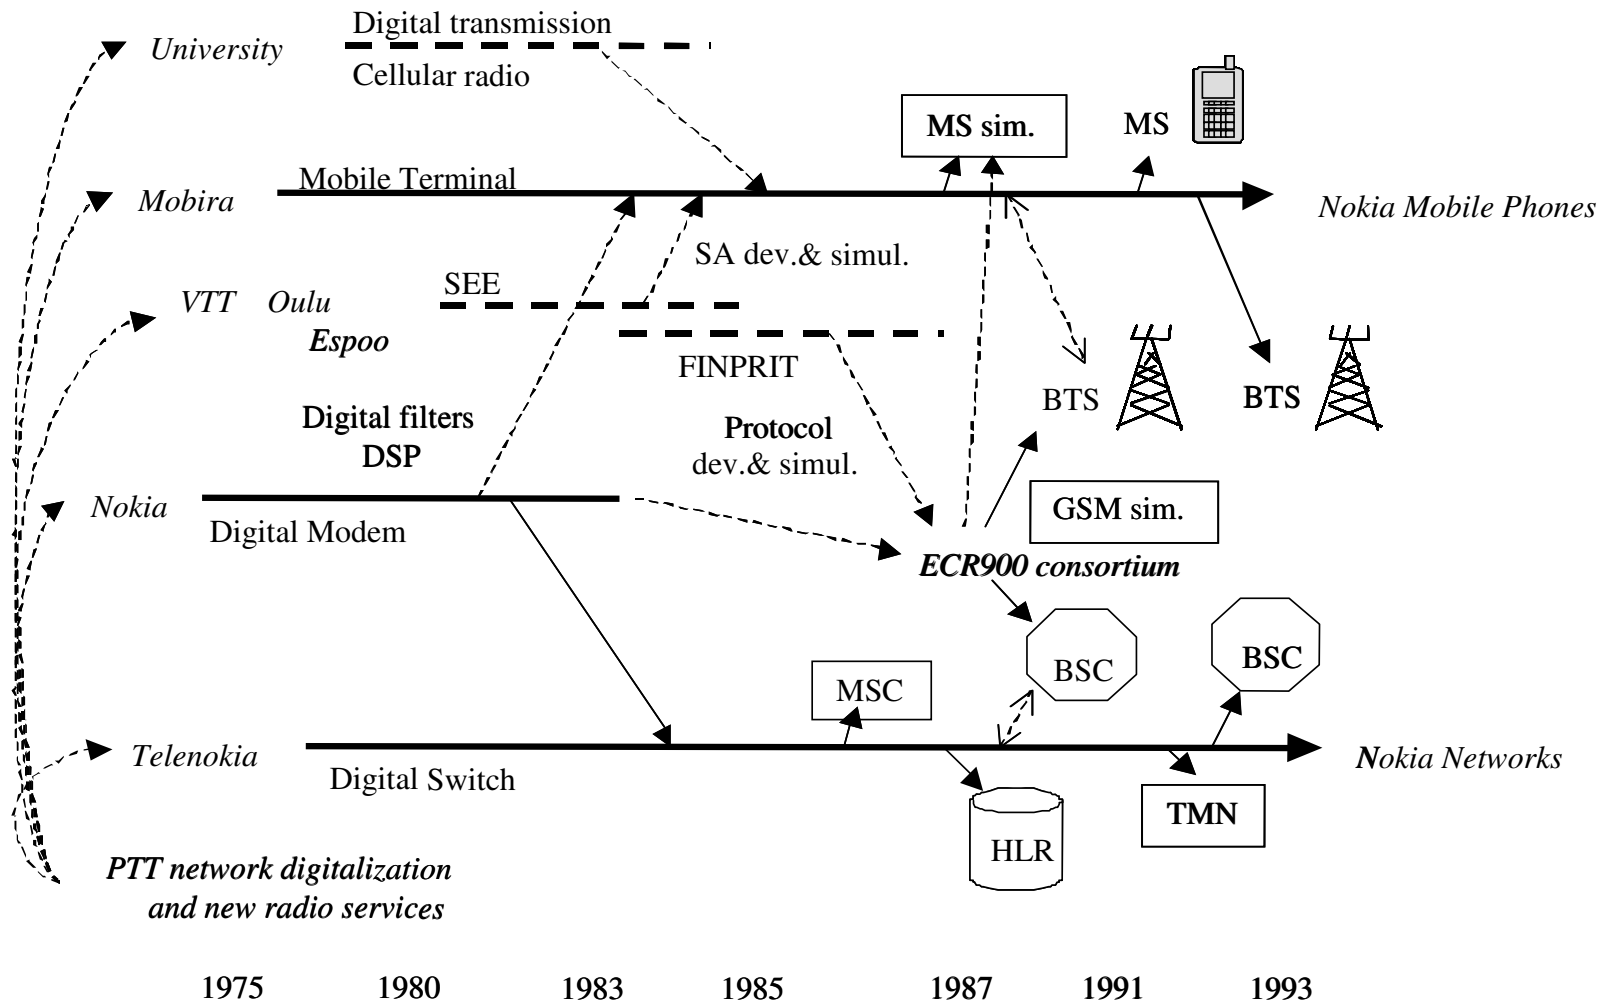 Digital transmission
University
Cellular radio
MS sim.
MS
Mobile Terminal
Mobira
Nokia Mobile Phones
SA dev.& simul.
SEE
VTT Oulu
Espoo
FINPRIT
BTS
BTS
Digital filters
DSP
Protocol
dev.& simul.
Nokia
Digital Modem
GSM sim.
ECR900 consortium
BSC
BSC
MSC
Telenokia
Digital Switch
Nokia Networks
TMN
HLR
PTT network digitalization
and new radio services
1975 1980 1983 1985 1987 1991 1993